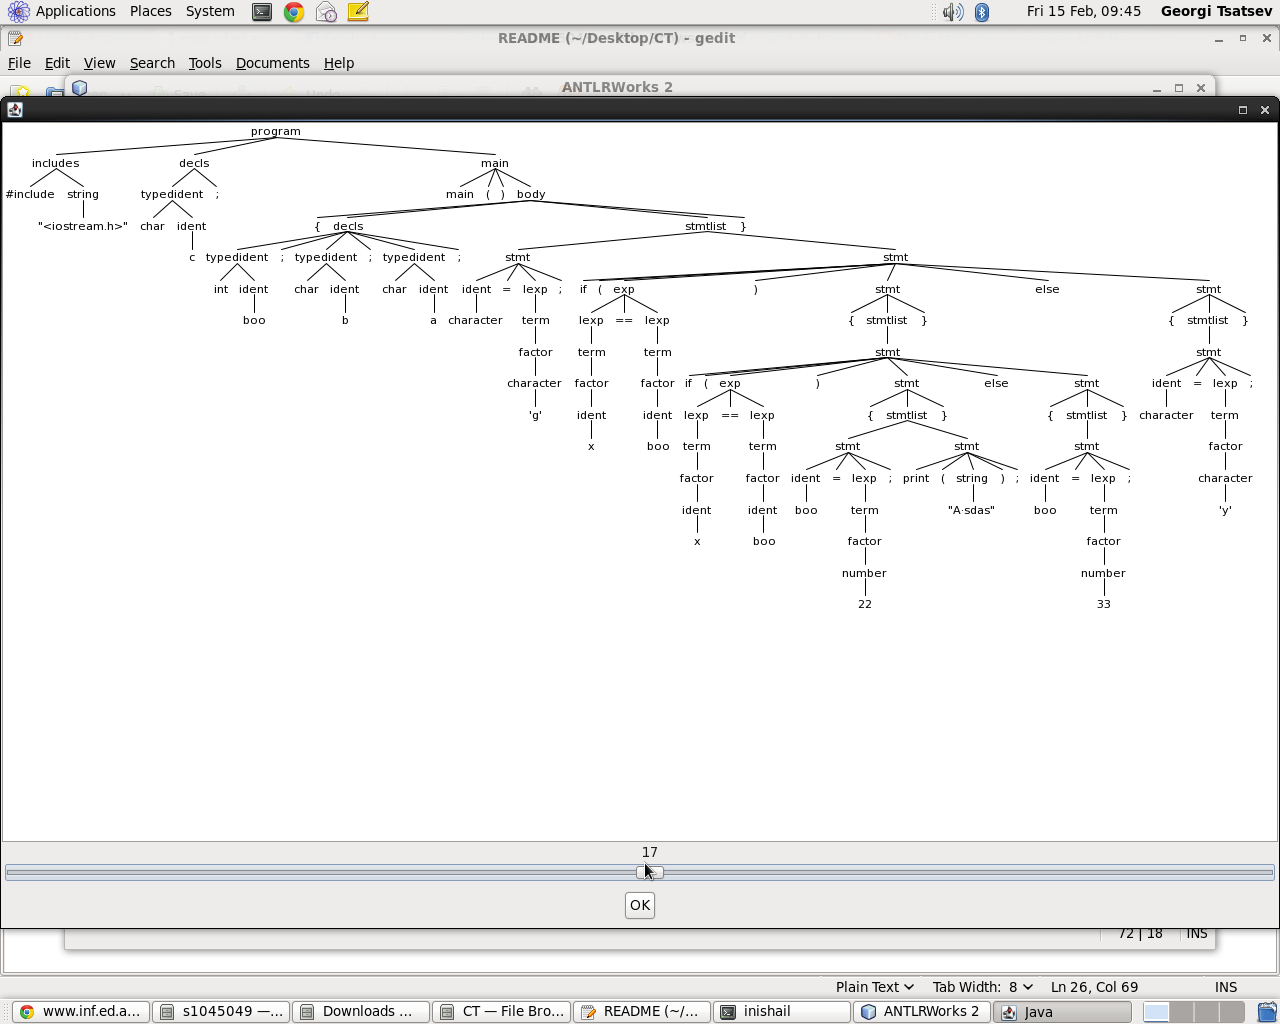 Applications Places System Fri 15 Feb, 09:45 Georgi Tsatsev
README (~/Desktop/CT) - gedit
File Edit View Search Tools Documents Help
ANTLRWorks 2
program
includes decls main
#include string typedident ; main ( ) body
"<iostream.h>" char ident { decls stmtlist }
c typedident ; typedident ; typedident ; stmt stmt
int ident char ident char ident ident = lexp ; if ( exp ) stmt else stmt
boo b a character term lexp == lexp { stmtlist } { stmtlist }
factor term term stmt stmt
character factor factor if ( exp ) stmt else stmt ident = lexp ;
'g' ident ident lexp == lexp { stmtlist } { stmtlist } character term
x boo term term stmt stmt stmt factor
factor factor ident = lexp ; print ( string ) ; ident = lexp ; character
ident ident boo term "A·sdas" boo term 'y'
x boo factor factor
number number
22 33
17
OK
72 | 18 INS
Plain Text Tab Width: 8 Ln 26, Col 69 INS
www.inf.ed.a... s1045049 —... Downloads ... CT — File Bro... README (~/... inishail ANTLRWorks 2 Java